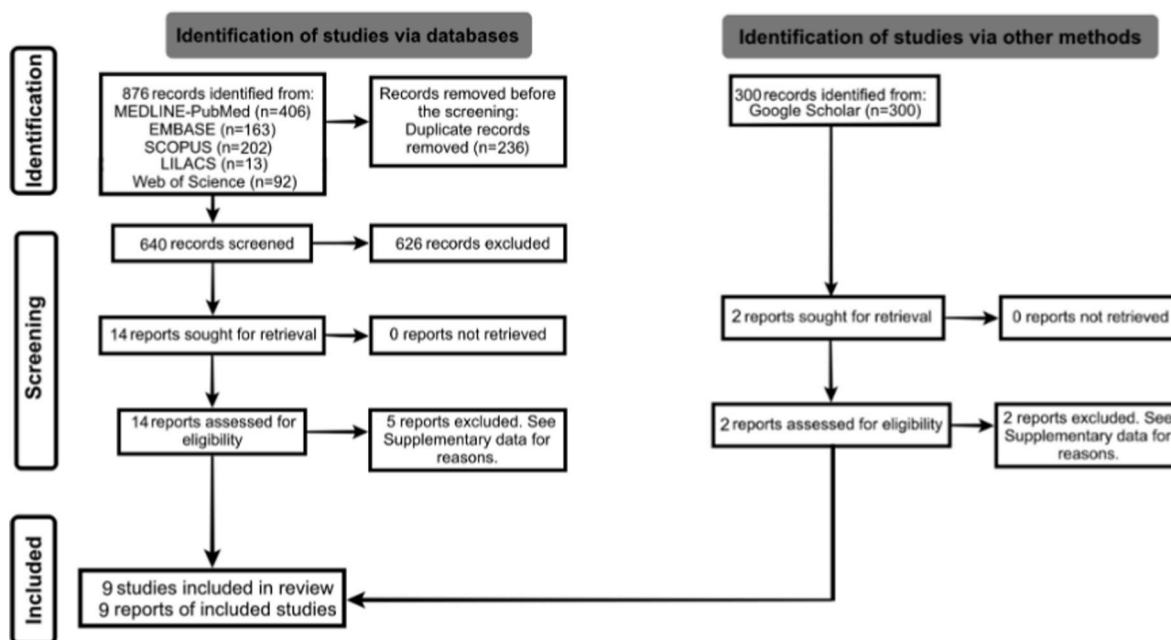 Identification of studies via databases
Identification of studies via other methods
Identification
876 records identified from:
MEDLINE-PubMed (n=406)
EMBASE (n=163)
SCOPUS (n=202)
LILACS (n=13)
Web of Science (n=92)
Records removed before
the screening:
Duplicate records
removed (n=236)
300 records identified from:
Google Scholar (n=300)
Screening
640 records screened
626 records excluded
14 reports sought for retrieval
0 reports not retrieved
2 reports sought for retrieval
0 reports not retrieved
14 reports assessed for
eligibility
5 reports excluded. See
Supplementary data for
reasons.
2 reports assessed for eligibility
2 reports excluded. See
Supplementary data for
reasons.
Included
9 studies included in review
9 reports of included studies